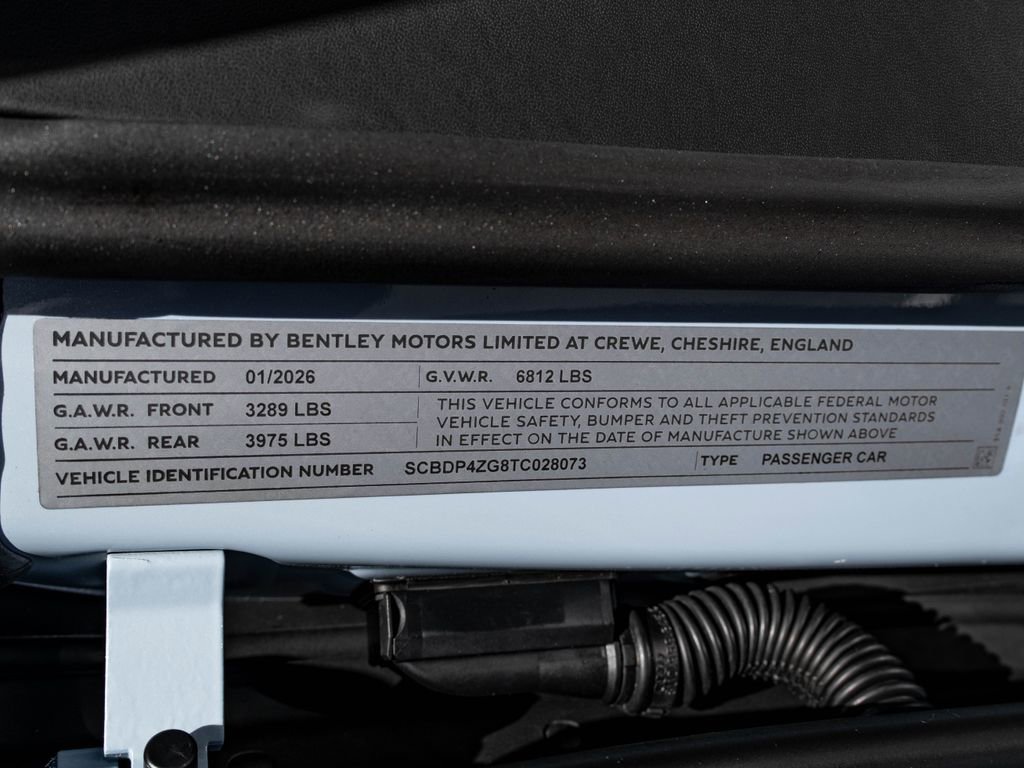 MANUFACTURED BY BENTLEY MOTORS LIMITED AT CREWE, CHESHIRE, ENGLAND
MANUFACTURED 01/2026 G.V.W.R. 6812 LBS
G.A.W.R. FRONT 3289 LBS
G.A.W.R. REAR 3975 LBS
THIS VEHICLE CONFORMS TO ALL APPLICABLE FEDERAL MOTOR
VEHICLE SAFETY, BUMPER AND THEFT PREVENTION STANDARDS
IN EFFECT ON THE DATE OF MANUFACTURE SHOWN ABOVE
VEHICLE IDENTIFICATION NUMBER SCBDP4ZG8TC028073 TYPE PASSENGER CAR